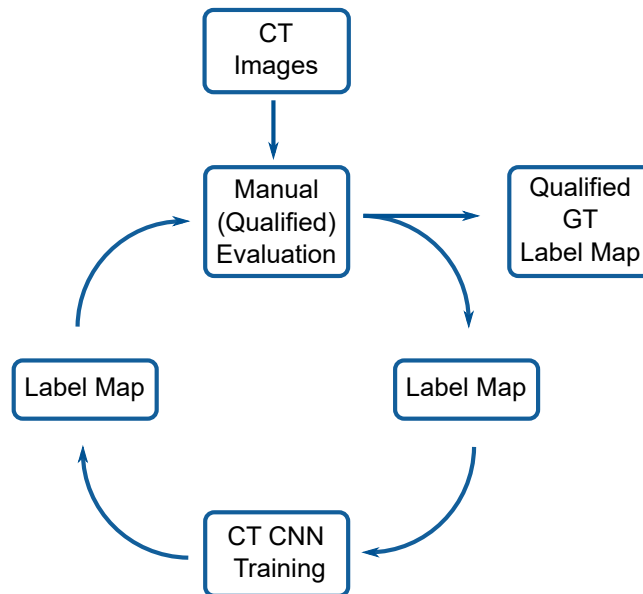 CT
Images
Manual
(Qualified)
Evaluation
Qualified
GT
Label Map
Label Map
Label Map
CT CNN
Training